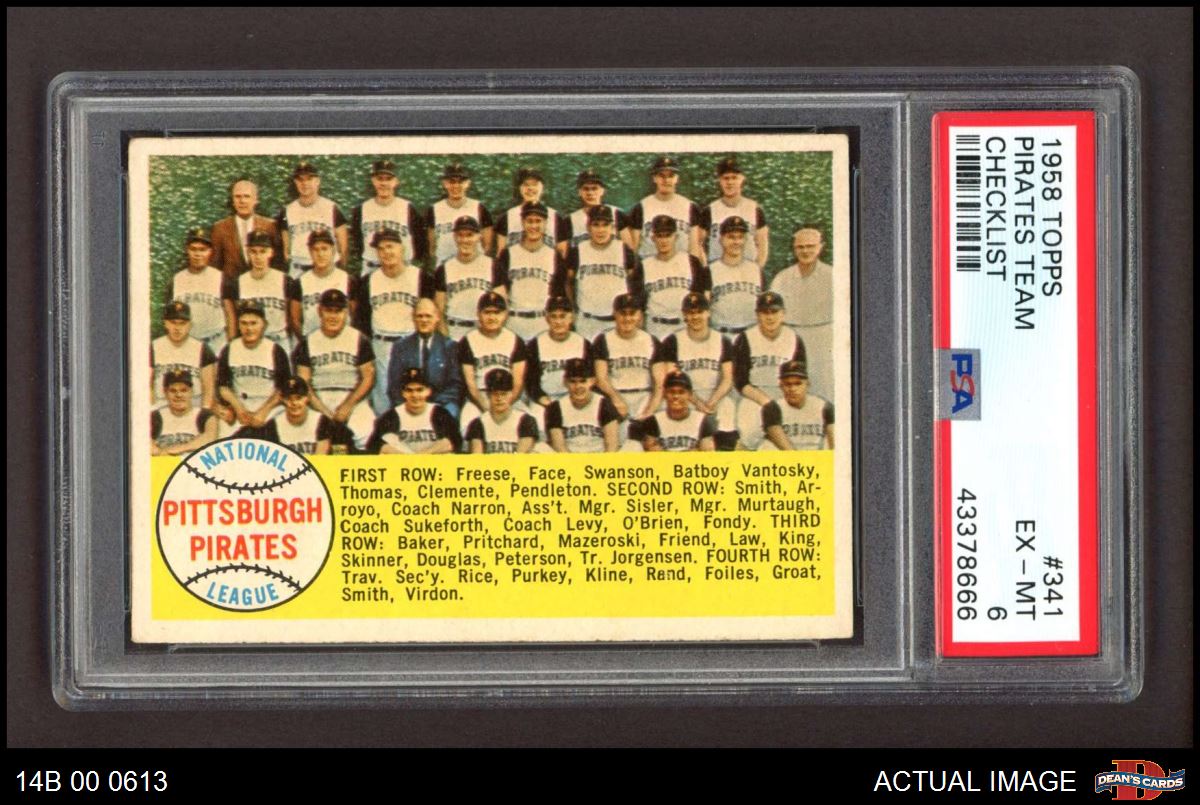 NATIONAL
PITTSBURGH
PIRATES
LEAGUE
FIRST ROW: Freese, Face, Swanson, Batboy Vantosky,
Thomas, Clemente, Pendleton. SECOND ROW: Smith, Ar-
royo, Coach Narron, Ass't. Mgr. Sisler, Mgr. Murtaugh,
Coach Sukeforth, Coach Levy, O'Brien, Fondy. THIRD
ROW: Baker, Pritchard, Mazeroski, Friend, Law, King,
Skinner, Douglas, Peterson, Tr. Jorgensen. FOURTH ROW:
Trav. Sec'y. Rice, Purkey, Kline, Rand, Foiles, Groat,
Smith, Virdon.
1958 TOPPS #341
PIRATES TEAM EX - MT
CHECKLIST 6
PSA
43378666
14B 00 0613
ACTUAL IMAGE
D
DEAN'S CARDS